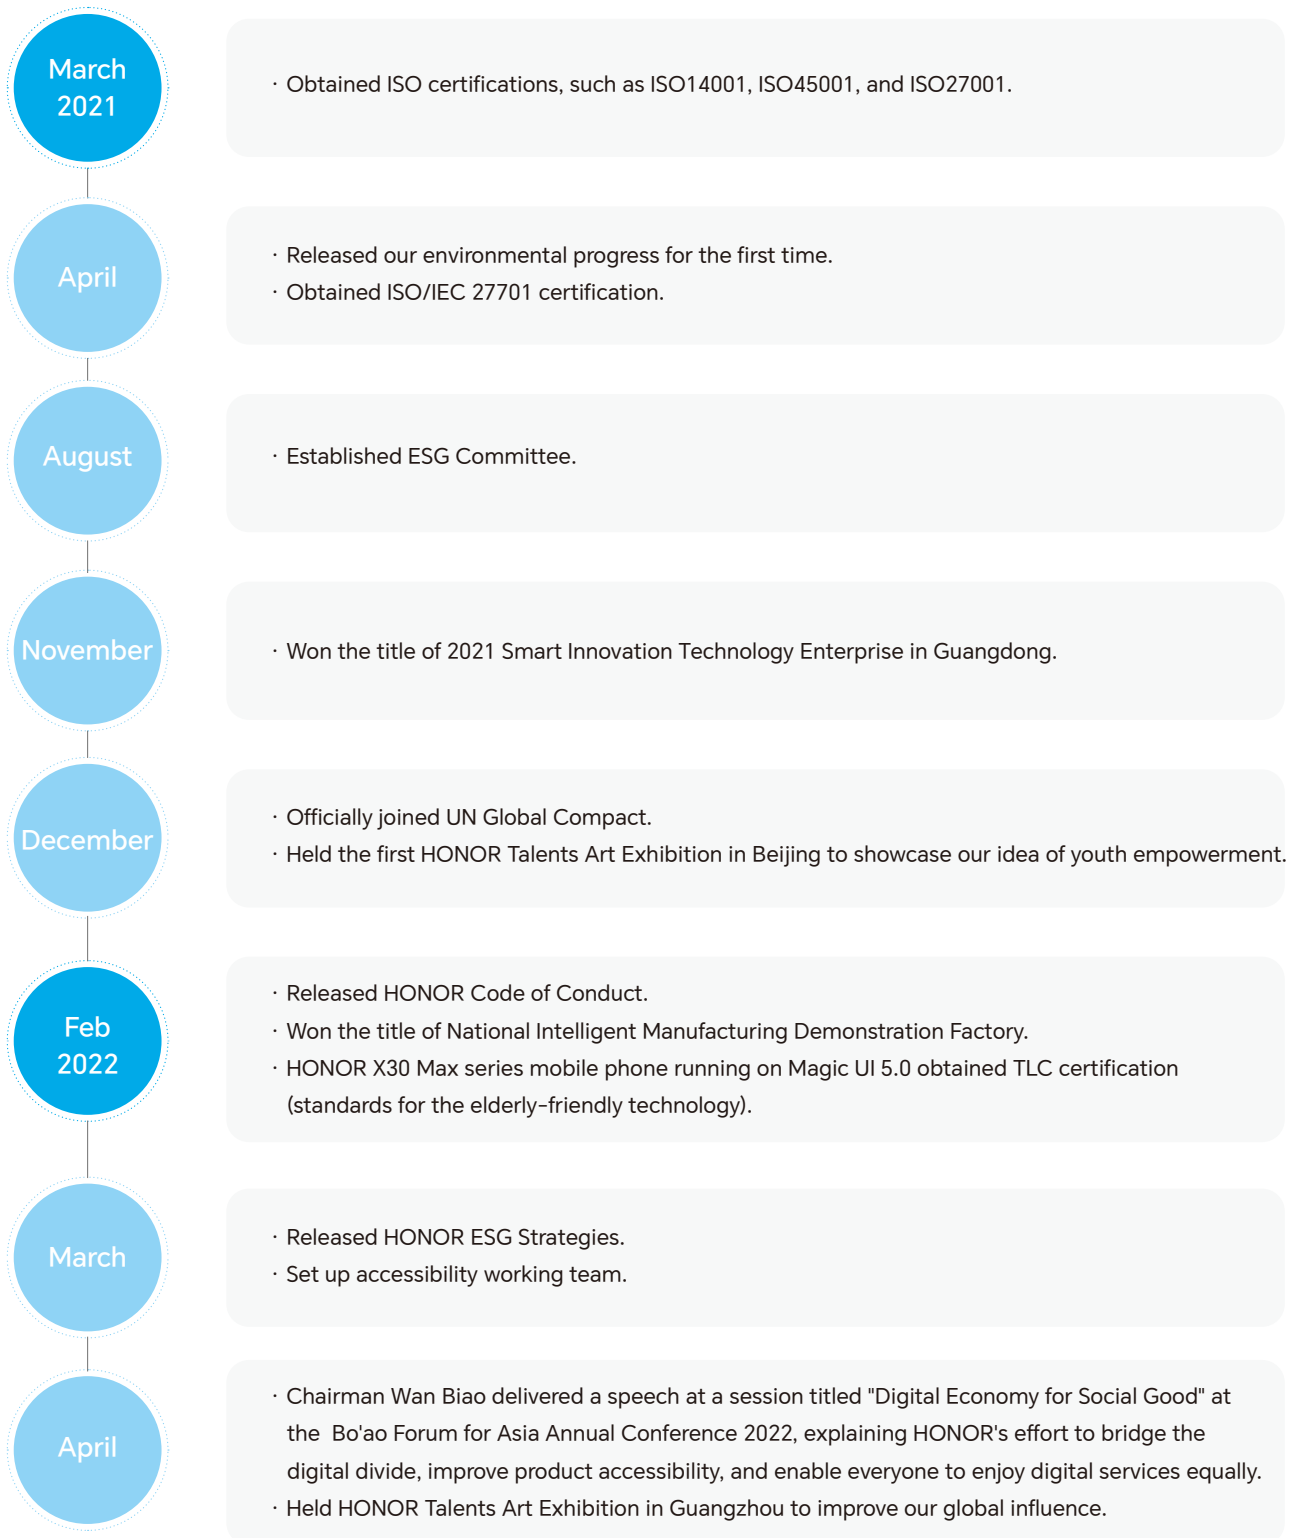 March
2021
· Obtained ISO certifications, such as ISO14001, ISO45001, and ISO27001.
April
· Released our environmental progress for the first time.
· Obtained ISO/IEC 27701 certification.
August
· Established ESG Committee.
November
· Won the title of 2021 Smart Innovation Technology Enterprise in Guangdong.
December
· Officially joined UN Global Compact.
· Held the first HONOR Talents Art Exhibition in Beijing to showcase our idea of youth empowerment.
Feb
2022
· Released HONOR Code of Conduct.
· Won the title of National Intelligent Manufacturing Demonstration Factory.
· HONOR X30 Max series mobile phone running on Magic UI 5.0 obtained TLC certification
(standards for the elderly-friendly technology).
March
· Released HONOR ESG Strategies.
· Set up accessibility working team.
April
· Chairman Wan Biao delivered a speech at a session titled "Digital Economy for Social Good" at
the Bo'ao Forum for Asia Annual Conference 2022, explaining HONOR's effort to bridge the
digital divide, improve product accessibility, and enable everyone to enjoy digital services equally.
· Held HONOR Talents Art Exhibition in Guangzhou to improve our global influence.